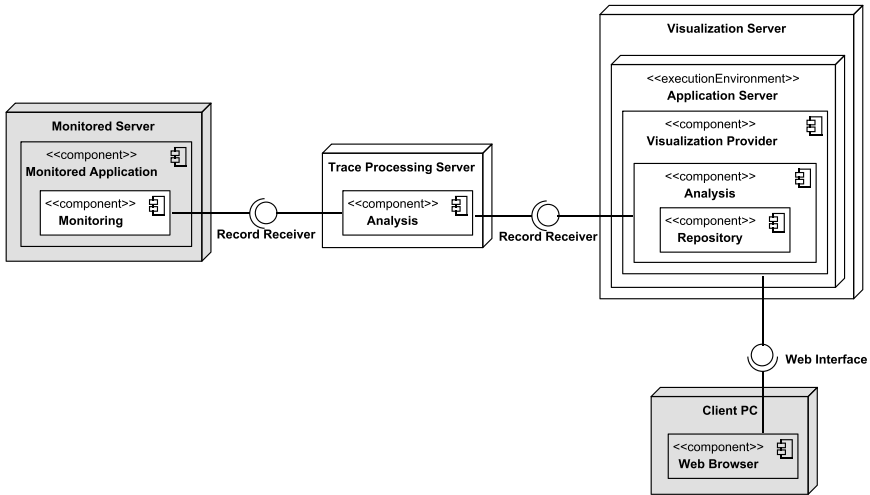 Visualization Server
<<executionEnvironment>>
Application Server
<<component>>
Visualization Provider
<<component>>
Analysis
<<component>>
Repository
Monitored Server
<<component>>
Monitored Application
<<component>>
Monitoring
Record Receiver
Trace Processing Server
<<component>>
Analysis
Record Receiver
Web Interface
Client PC
<<component>>
Web Browser